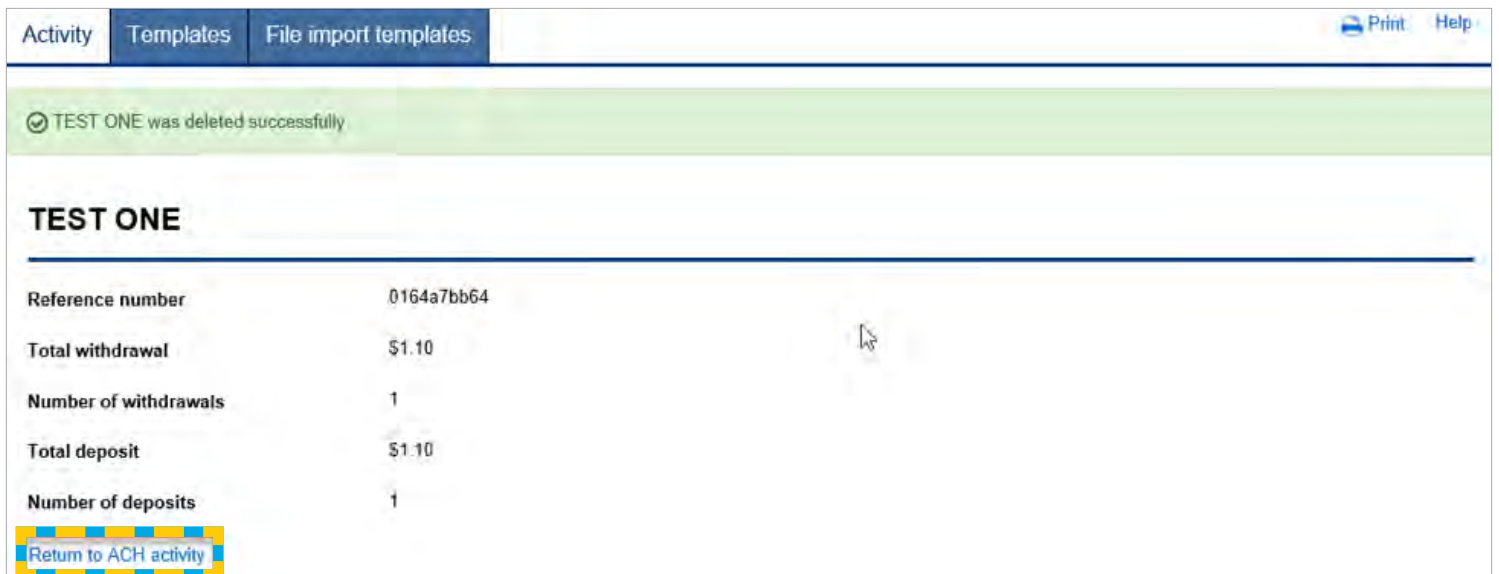 Activity Templates File import templates Print Help
TEST ONE was deleted successfully
TEST ONE
Reference number 0164a7bb64
Total withdrawal $1.10
Number of withdrawals 1
Total deposit $1.10
Number of deposits 1
Return to ACH activity